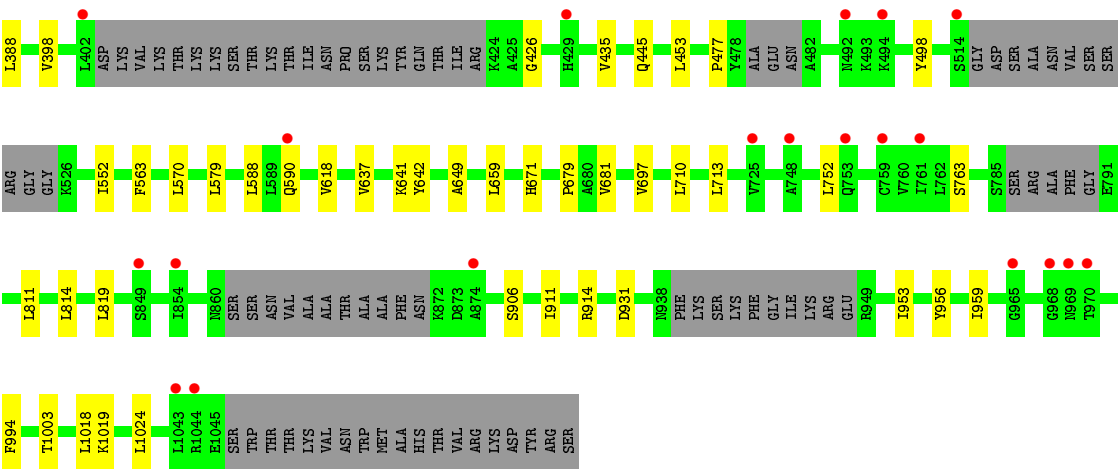 L388 V398 L402 ASP LYS VAL LYS THR LYS LYS SER THR LYS THR ILE ASN PRO SER LYS TYR GLN THR ILE ARG K424 A425 G426 H429 V435 Q445 L453 P477 Y478 ALA GLU ASN A482 N492 K493 K494 Y498 S514 GLY ASP SER ALA ASN VAL SER SER
ARG GLY GLY K526 I552 F563 L570 L579 L588 L589 Q590 V618 V637 K641 Y642 A649 L659 H671 P679 A680 V681 V697 L710 L713 V725 A748 L752 Q753 C759 V760 I761 L762 S763 S785 SER ARG ALA PHE GLY E791
L811 L814 L819 S849 I854 N860 SER SER ASN VAL ALA ALA THR ALA ALA PHE ASN K872 D873 A874 S906 I911 R914 D931 N938 PHE LYS SER LYS PHE GLY ILE LYS ARG GLU R949 I953 Y956 I959 G965 G968 N969 T970
F994 T1003 L1018 K1019 L1024 L1043 R1044 E1045 SER TRP THR THR LYS VAL ASN TRP MET ALA HIS THR VAL ARG LYS ASP TYR ARG SER